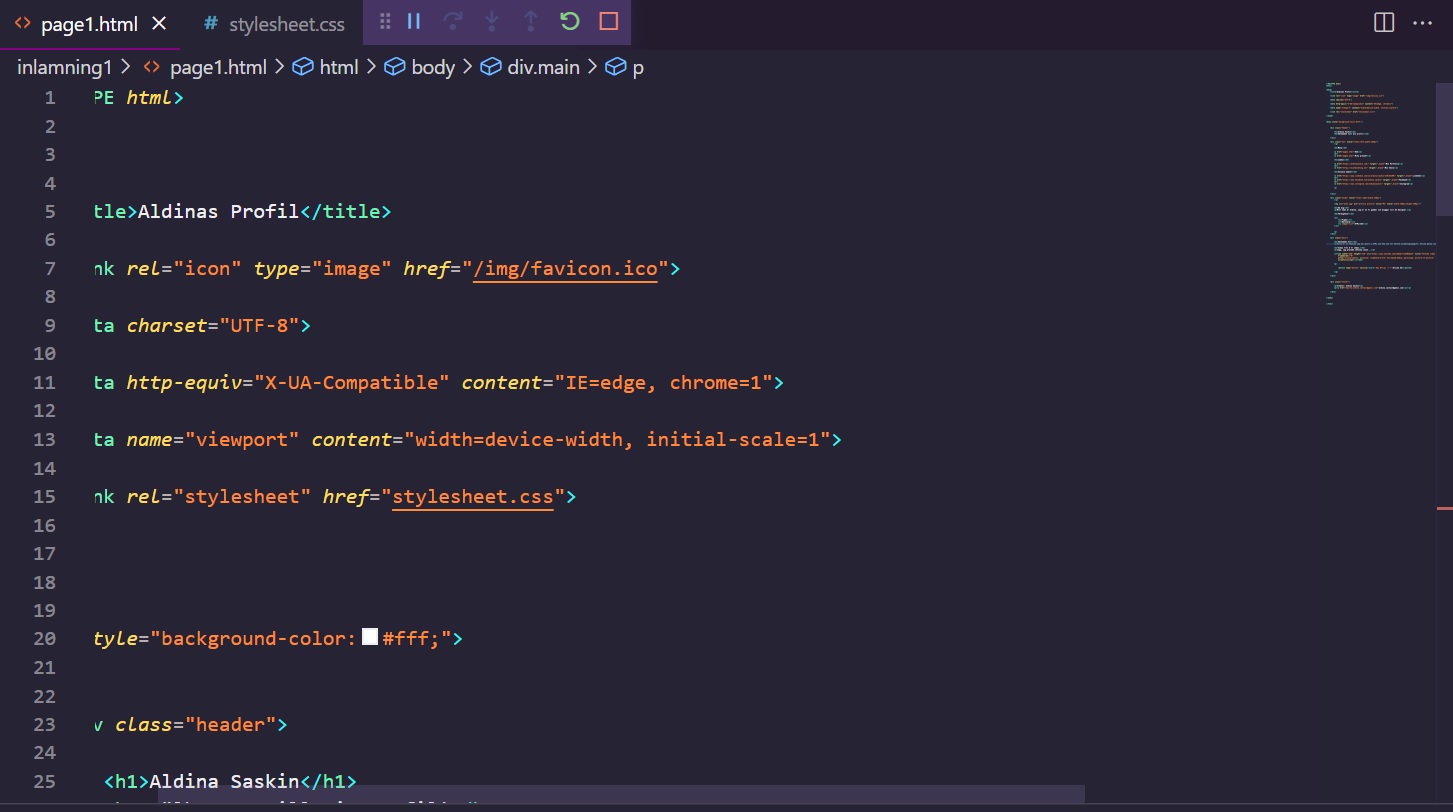 page1.html
# stylesheet.css
inlamning1 > page1.html > html > body > div.main > p
1 PE html>
2
3
4
5 tle>Aldinas Profil</title>
6
7 nk rel="icon" type="image" href="/img/favicon.ico">
8
9 ta charset="UTF-8">
10
11 ta http-equiv="X-UA-Compatible" content="IE=edge, chrome=1">
12
13 ta name="viewport" content="width=device-width, initial-scale=1">
14
15 nk rel="stylesheet" href="stylesheet.css">
16
17
18
19
20 tyle="background-color: #fff;">
21
22
23 v class="header">
24
25 <h1>Aldina Saskin</h1>